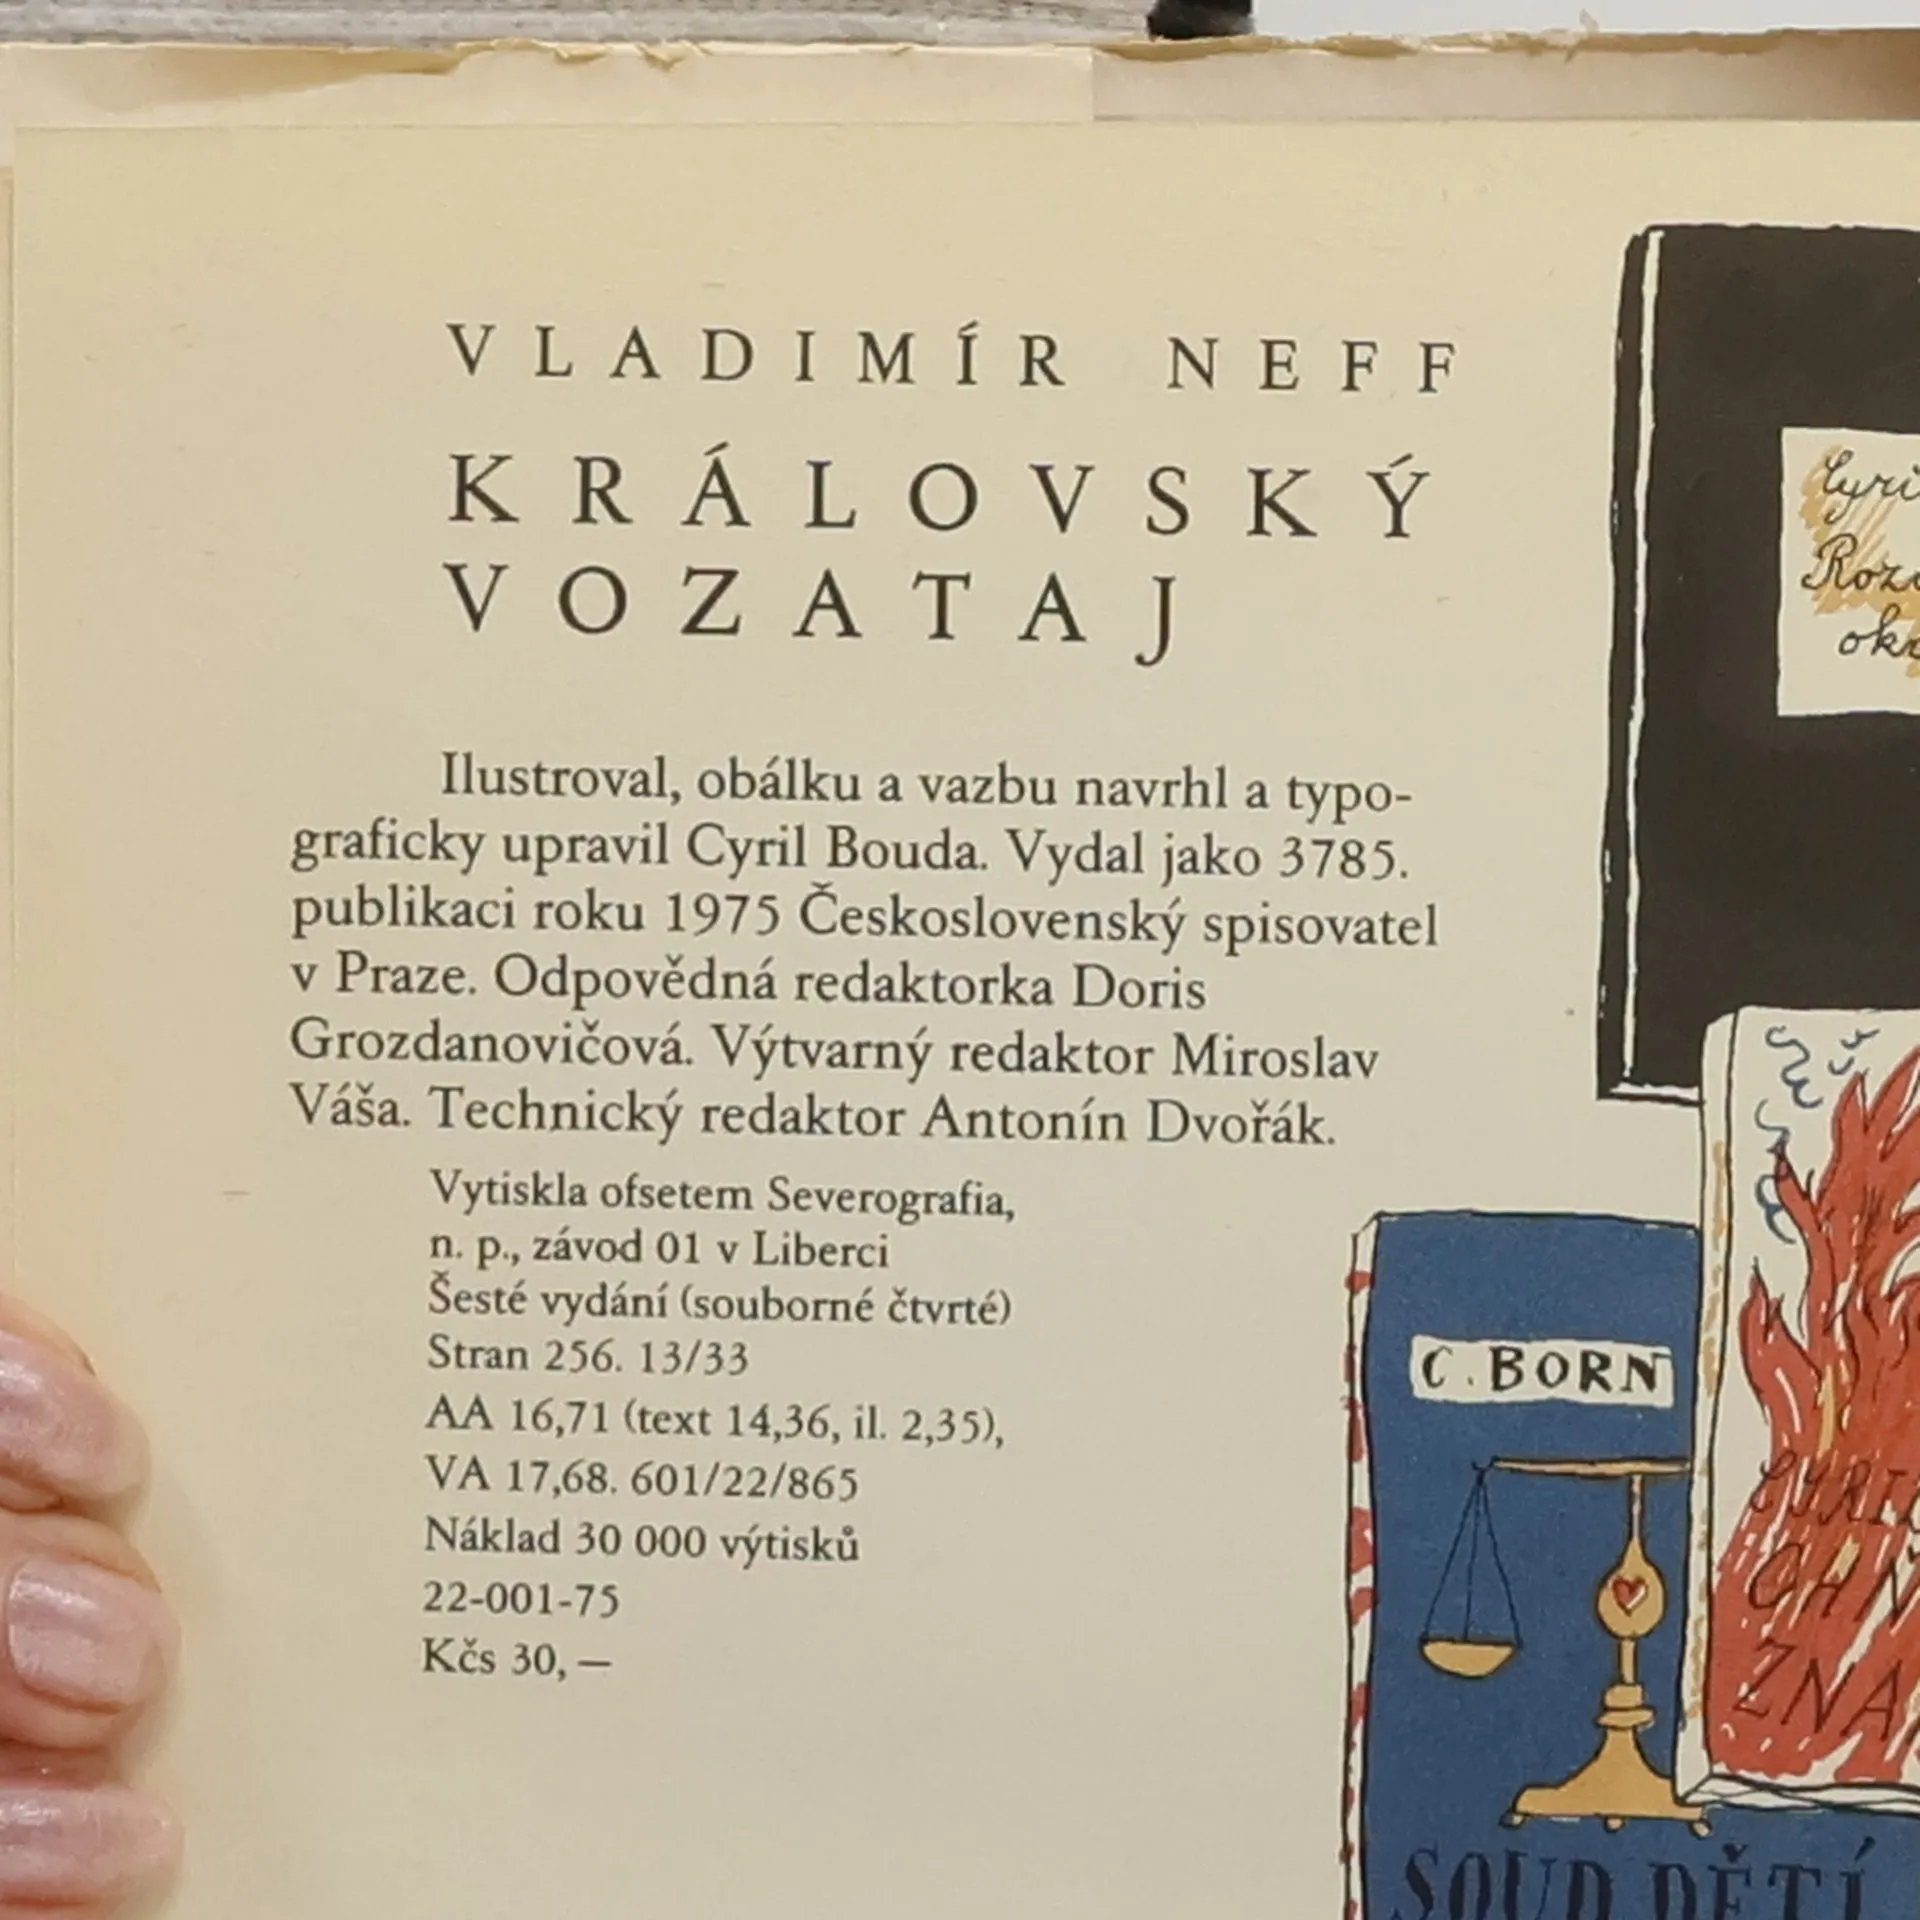 VLADIMÍR NEFF
KRÁLOVSKÝ
VOZATAJ
Ilustroval, obálku a vazbu navrhl a typo-
graficky upravil Cyril Bouda. Vydal jako 3785.
publikaci roku 1975 Československý spisovatel
v Praze. Odpovědná redaktorka Doris
Grozdanovičová. Výtvarný redaktor Miroslav
Váša. Technický redaktor Antonín Dvořák.
Vytiskla ofsetem Severografia,
n. p., závod 01 v Liberci
Šesté vydání (souborné čtvrté)
Stran 256. 13/33
AA 16,71 (text 14,36, il. 2,35),
VA 17,68. 601/22/865
Náklad 30 000 výtisků
22-001-75
Kčs 30,—
C. BORN
SOUD DĚTÍ